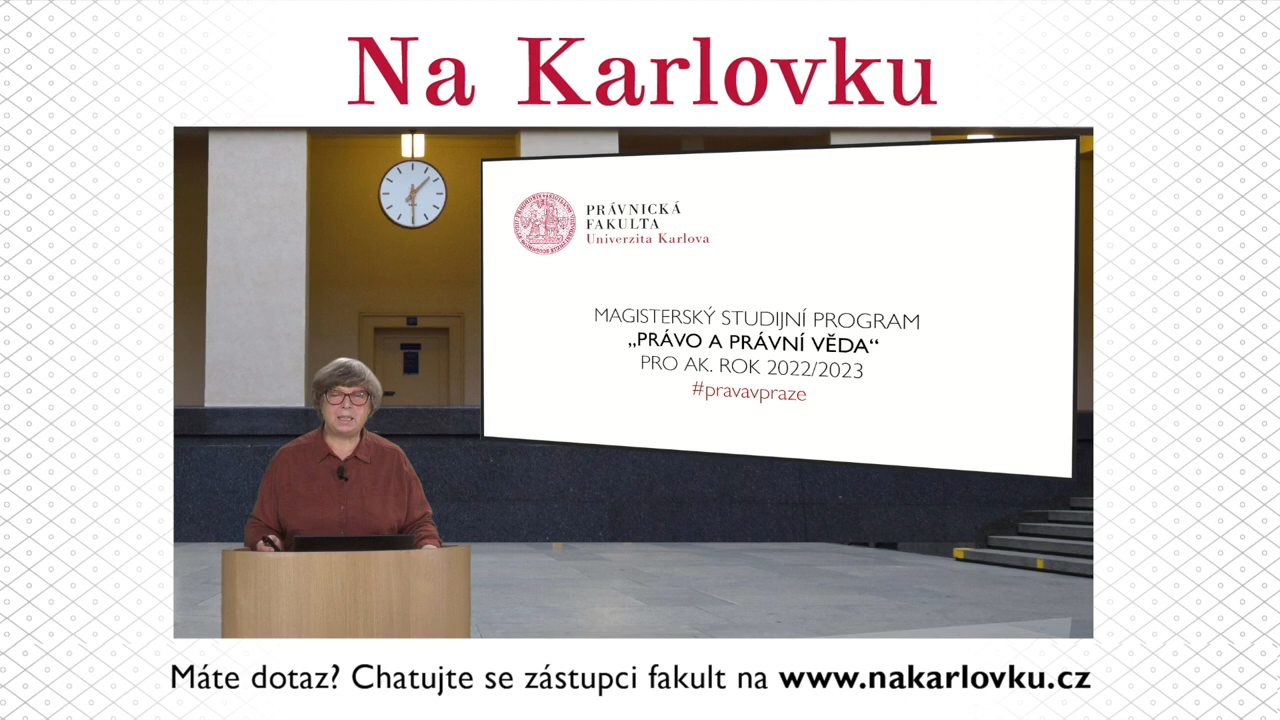 Na Karlovku
PRÁVNICKÁ
FAKULTA
Univerzita Karlova
MAGISTERSKÝ STUDIJNÍ PROGRAM
„PRÁVO A PRÁVNÍ VĚDA“
PRO AK. ROK 2022/2023
#pravavpraze
Máte dotaz? Chatujte se zástupci fakult na www.nakarlovku.cz